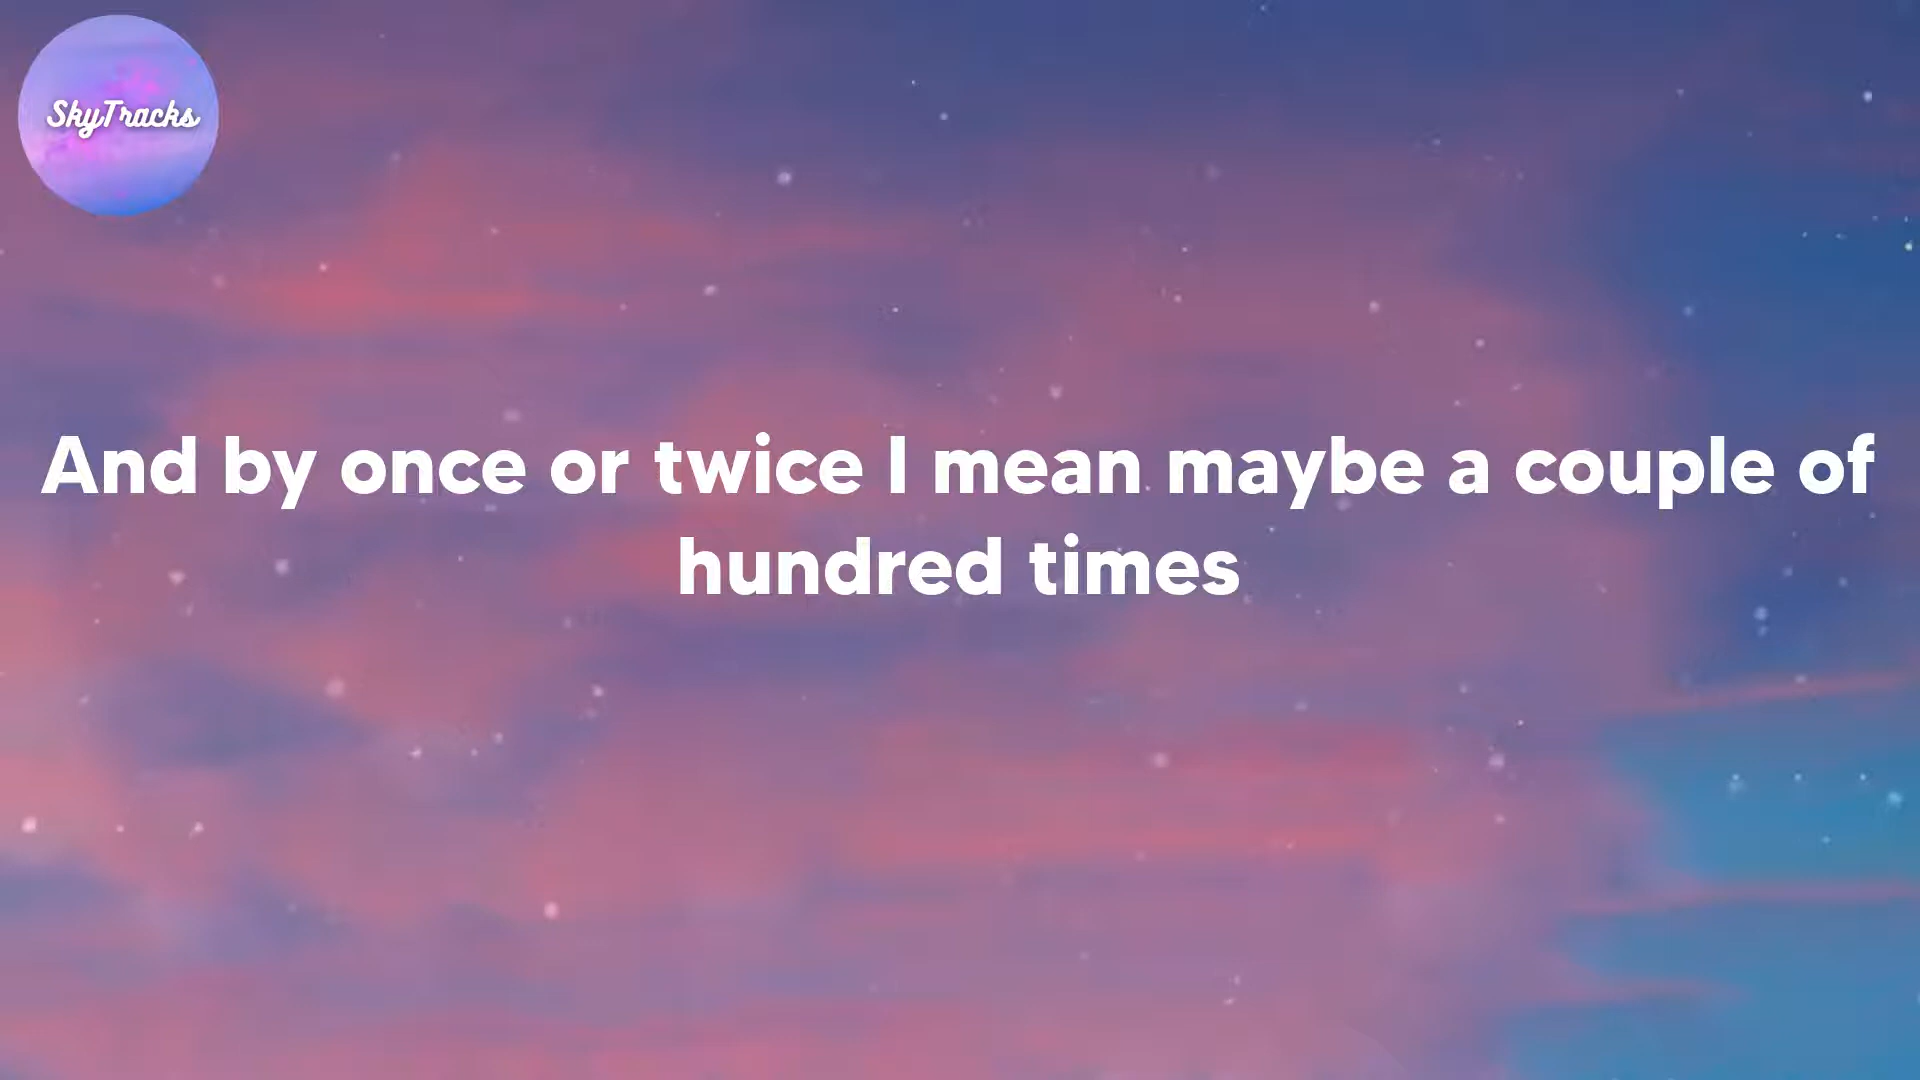 SkyTracks
And by once or twice I mean maybe a couple of
hundred times